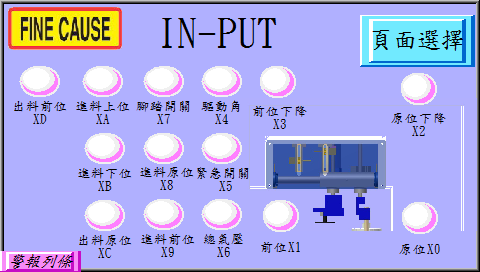 FINE CAUSE
IN-PUT
頁面選擇
出料前位
XD
進料上位
XA
腳踏開關
X7
驅動角
X4
前位下降
X3
原位下降
X2
進料下位
XB
進料原位
X8
緊急開關
X5
出料原位
XC
進料前位
X9
總氣壓
X6
前位X1
原位X0
警報列條